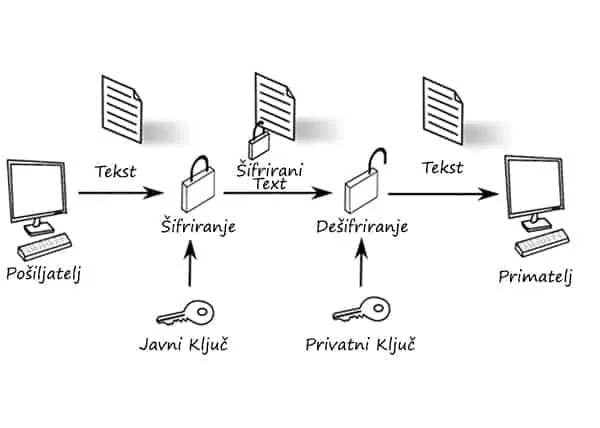 Tekst
Šifrirani
Text
Tekst
Šifriranje
Dešifriranje
Pošiljatelj
Primatelj
Javni Ključ
Privatni Ključ